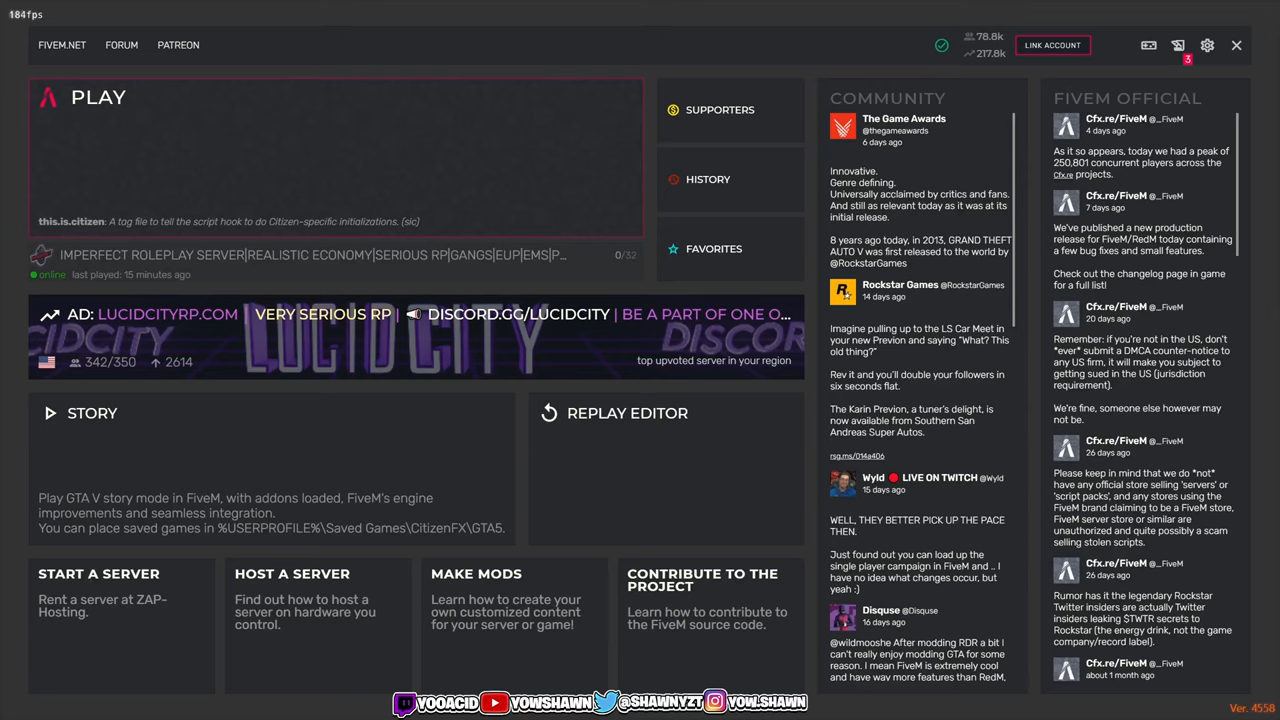 184fps
FIVEM.NET
FORUM
PATREON
78.8k
217.8k
LINK ACCOUNT
3
PLAY
this.is.citizen: A tag file to tell the script hook to do Citizen-specific initializations. (sic)
IMPERFECT ROLEPLAY SERVER|REALISTIC ECONOMY|SERIOUS RP|GANGS|EUP|EMS|P...
0/32
online last played: 15 minutes ago
SUPPORTERS
HISTORY
FAVORITES
AD: LUCIDCITYRP.COM | VERY SERIOUS RP | DISCORD.GG/LUCIDCITY | BE A PART OF ONE O...
LUCID CITY
342/350
2614
top upvoted server in your region
STORY
Play GTA V story mode in FiveM, with addons loaded, FiveM's engine
improvements and seamless integration.
You can place saved games in %USERPROFILE%\Saved Games\CitizenFX\GTA5.
REPLAY EDITOR
START A SERVER
Rent a server at ZAP-
Hosting.
HOST A SERVER
Find out how to host a
server on hardware you
control.
MAKE MODS
Learn how to create your
own customized content
for your server or game!
CONTRIBUTE TO THE
PROJECT
Learn how to contribute to
the FiveM source code.
COMMUNITY
The Game Awards
@thegameawards
6 days ago
Innovative.
Genre defining.
Universally acclaimed by critics and fans.
And still as relevant today as it was at its
initial release.
8 years ago today, in 2013, GRAND THEFT
AUTO V was first released to the world by
@RockstarGames
Rockstar Games @RockstarGames
14 days ago
Imagine pulling up to the LS Car Meet in
your new Previon and saying "What? This
old thing?"
Rev it and you'll double your followers in
six seconds flat.
The Karin Previon, a tuner's delight, is
now available from Southern San
Andreas Super Autos.
rsg.ms/014a406
Wyld 🔴 LIVE ON TWITCH @Wyld
15 days ago
WELL, THEY BETTER PICK UP THE PACE
THEN.
Just found out you can load up the
single player campaign in FiveM and .. I
have no idea what changes occur, but
yeah :)
Disquse @Disquse
16 days ago
@wildmooshe After modding RDR a bit I
can't really enjoy modding GTA for some
reason. I mean FiveM is extremely cool
and have way more features than RedM,
FIVEM OFFICIAL
Cfx.re/FiveM @_FiveM
4 days ago
As it so appears, today we had a peak of
250,801 concurrent players across the
Cfx.re projects.
Cfx.re/FiveM @_FiveM
7 days ago
We've published a new production
release for FiveM/RedM today containing
a few bug fixes and small features.
Check out the changelog page in game
for a full list!
Cfx.re/FiveM @_FiveM
20 days ago
Remember: if you're not in the US, don't
*ever* submit a DMCA counter-notice to
any US firm, it will make you subject to
getting sued in the US (jurisdiction
requirement).
We're fine, someone else however may
not be.
Cfx.re/FiveM @_FiveM
26 days ago
Please keep in mind that we do *not*
have any official store selling 'servers' or
'script packs', and any stores using the
FiveM brand claiming to be a FiveM store,
FiveM server store or similar are
unauthorized and quite possibly a scam
selling stolen scripts.
Cfx.re/FiveM @_FiveM
26 days ago
Rumor has it the legendary Rockstar
Twitter insiders are actually Twitter
insiders leaking $TWTR secrets to
Rockstar (the energy drink, not the game
company/record label).
Cfx.re/FiveM @_FiveM
about 1 month ago
YOOACID
YOWSHAWN
@SHAWNYZT
YOW.SHAWN
Ver. 4558